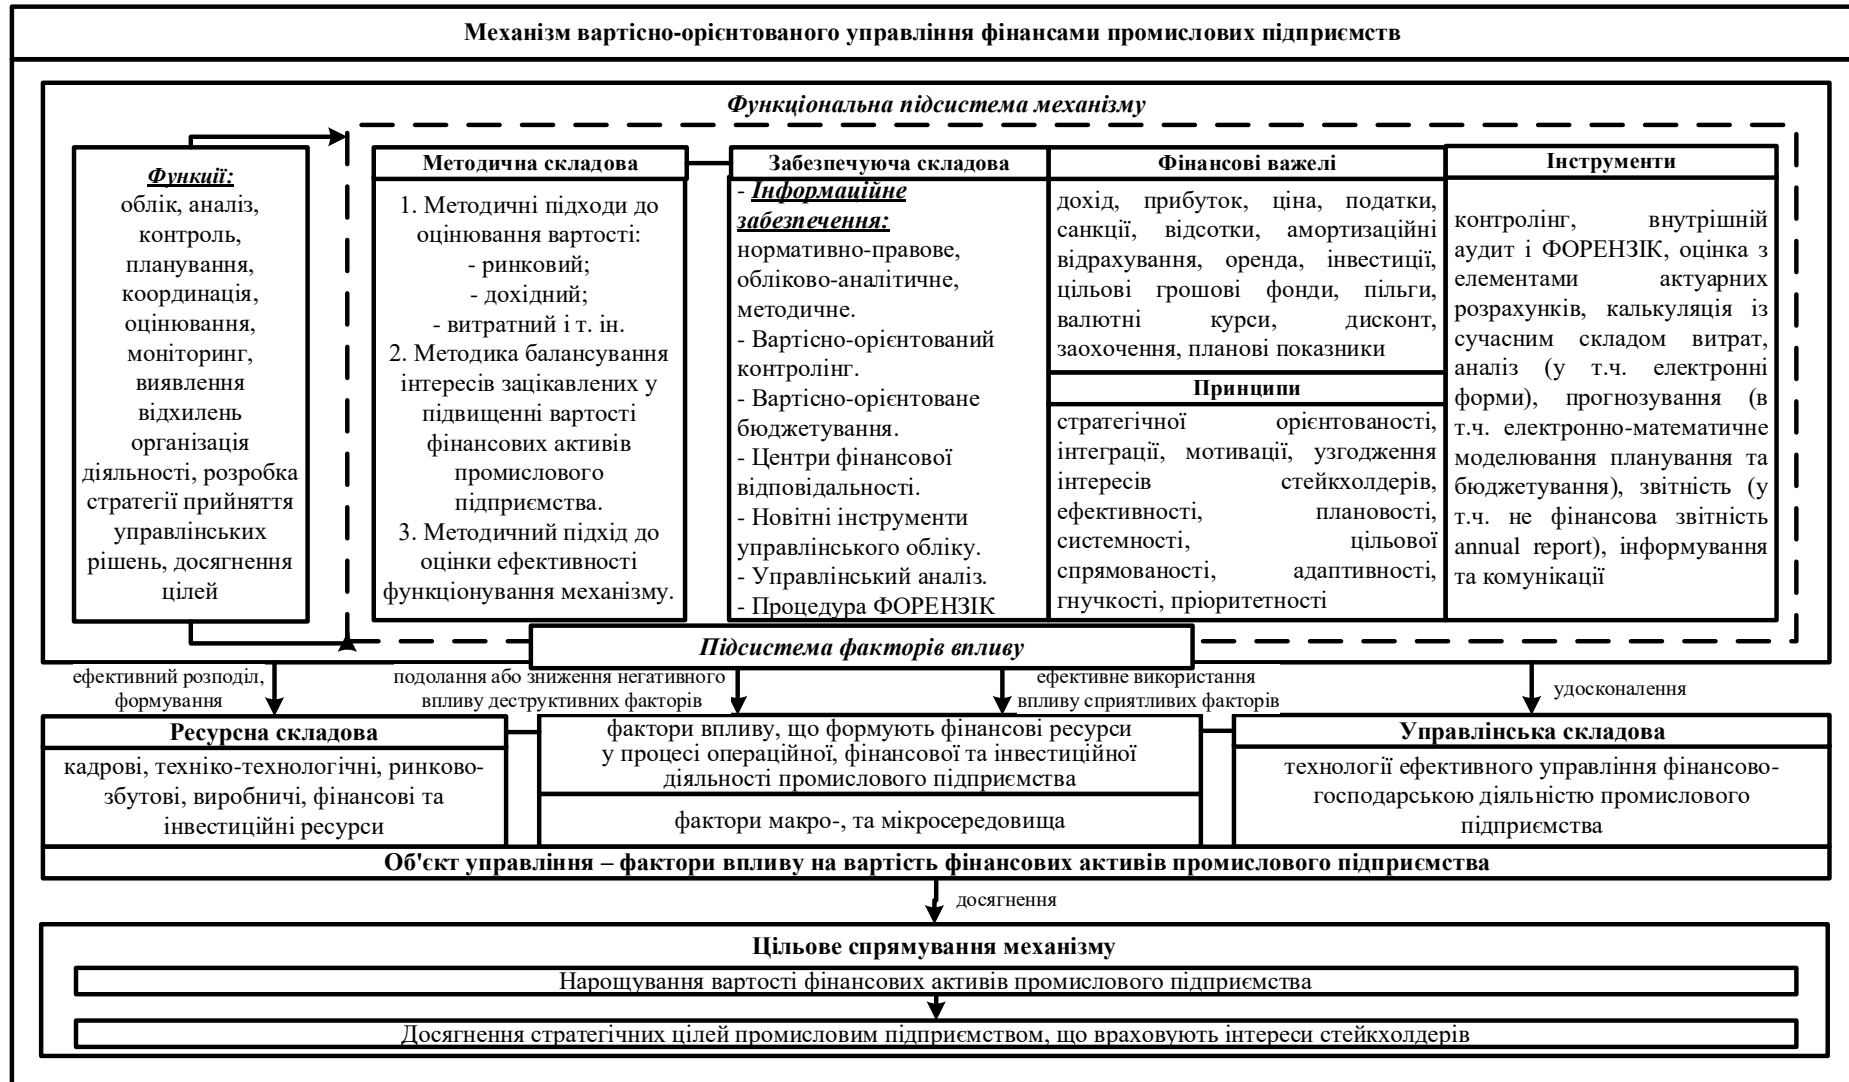 Механізм вартісно-орієнтованого управління фінансами промислових підприємств
Функціональна підсистема механізму
Функції:
облік, аналіз,
контроль,
планування,
координація,
оцінювання,
моніторинг,
виявлення
відхилень
організація
діяльності, розробка
стратегії прийняття
управлінських
рішень, досягнення
цілей
Методична складова
1. Методичні підходи до
оцінювання вартості:
- ринковий;
- дохідний;
- витратний і т. ін.
2. Методика балансування
інтересів зацікавлених у
підвищенні вартості
фінансових активів
промислового
підприємства.
3. Методичний підхід до
оцінки ефективності
функціонування механізму.
Забезпечуюча складова
- Інформаційне
забезпечення:
нормативно-правове,
обліково-аналітичне,
методичне.
- Вартісно-орієнтований
контролінг.
- Вартісно-орієнтоване
бюджетування.
- Центри фінансової
відповідальності.
- Новітні інструменти
управлінського обліку.
- Управлінський аналіз.
- Процедура ФОРЕНЗІК
Фінансові важелі
дохід, прибуток, ціна, податки,
санкції, відсотки, амортизаційні
відрахування, оренда, інвестиції,
цільові грошові фонди, пільги,
валютні курси, дисконт,
заохочення, планові показники
Принципи
стратегічної орієнтованості,
інтеграції, мотивації, узгодження
інтересів стейкхолдерів,
ефективності, плановості,
системності, цільової
спрямованості, адаптивності,
гнучкості, пріоритетності
Інструменти
контролінг, внутрішній
аудит і ФОРЕНЗІК, оцінка з
елементами актуарних
розрахунків, калькуляція із
сучасним складом витрат,
аналіз (у т.ч. електронні
форми), прогнозування (в
т.ч. електронно-математичне
моделювання планування та
бюджетування), звітність (у
т.ч. не фінансова звітність
annual report), інформування
та комунікації
Підсистема факторів впливу
ефективний розподіл,
формування
подолання або зниження негативного
впливу деструктивних факторів
ефективне використання
впливу сприятливих факторів
удосконалення
Ресурсна складова
кадрові, техніко-технологічні, ринково-
збутові, виробничі, фінансові та
інвестиційні ресурси
фактори впливу, що формують фінансові ресурси
у процесі операційної, фінансової та інвестиційної
діяльності промислового підприємства
фактори макро-, та мікросередовища
Управлінська складова
технології ефективного управління фінансово-
господарською діяльністю промислового
підприємства
Об'єкт управління – фактори впливу на вартість фінансових активів промислового підприємства
досягнення
Цільове спрямування механізму
Нарощування вартості фінансових активів промислового підприємства
Досягнення стратегічних цілей промисловим підприємством, що враховують інтереси стейкхолдерів